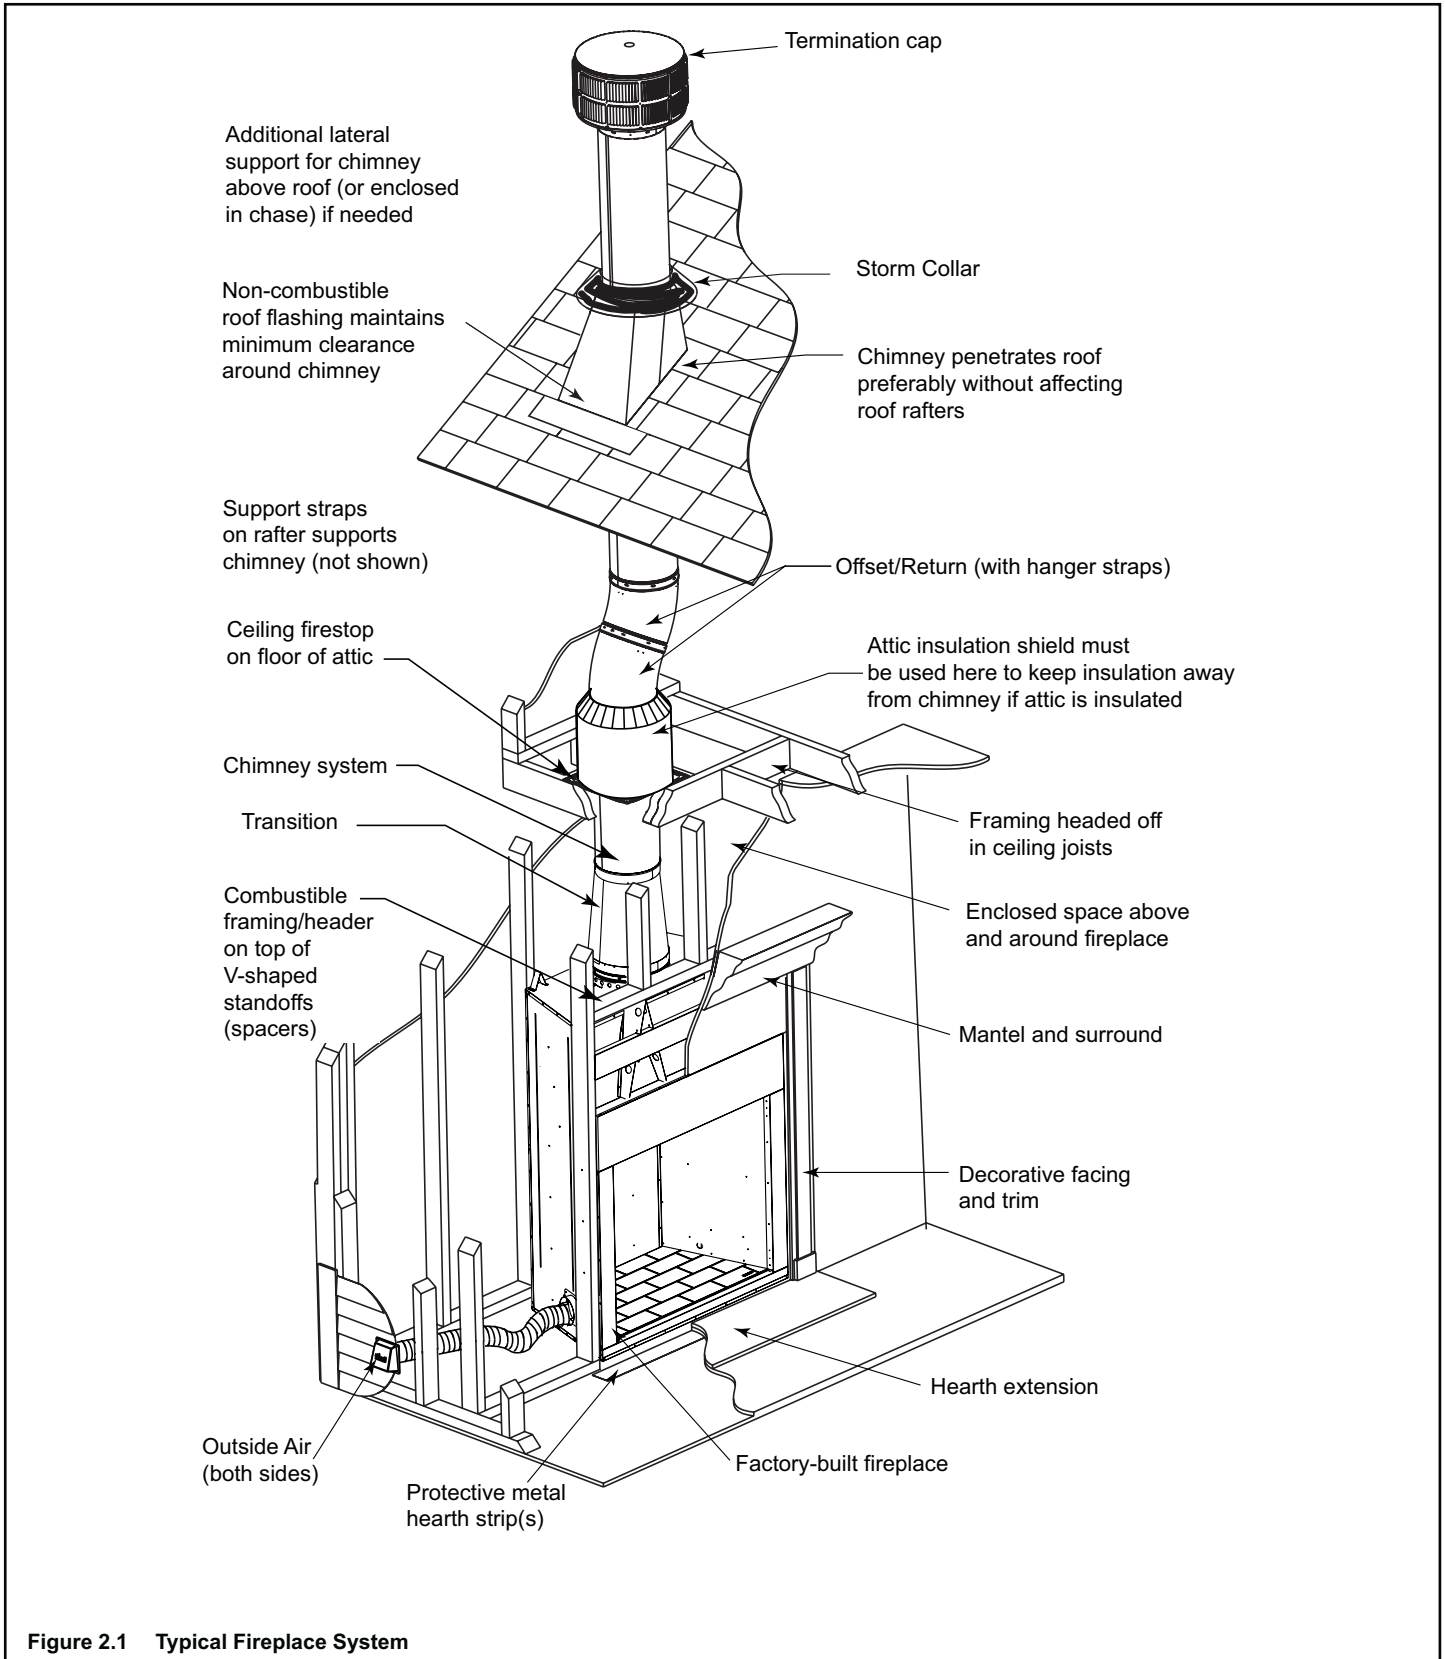 Termination cap
Additional lateral
support for chimney
above roof (or enclosed
in chase) if needed
Storm Collar
Non-combustible
roof flashing maintains
minimum clearance
around chimney
Chimney penetrates roof
preferably without affecting
roof rafters
Support straps
on rafter supports
chimney (not shown)
Offset/Return (with hanger straps)
Ceiling firestop
on floor of attic
Attic insulation shield must
be used here to keep insulation away
from chimney if attic is insulated
Chimney system
Transition
Framing headed off
in ceiling joists
Combustible
framing/header
on top of
V-shaped
standoffs
(spacers)
Enclosed space above
and around fireplace
Mantel and surround
Decorative facing
and trim
Hearth extension
Outside Air
(both sides)
Factory-built fireplace
Protective metal
hearth strip(s)
Figure 2.1 Typical Fireplace System